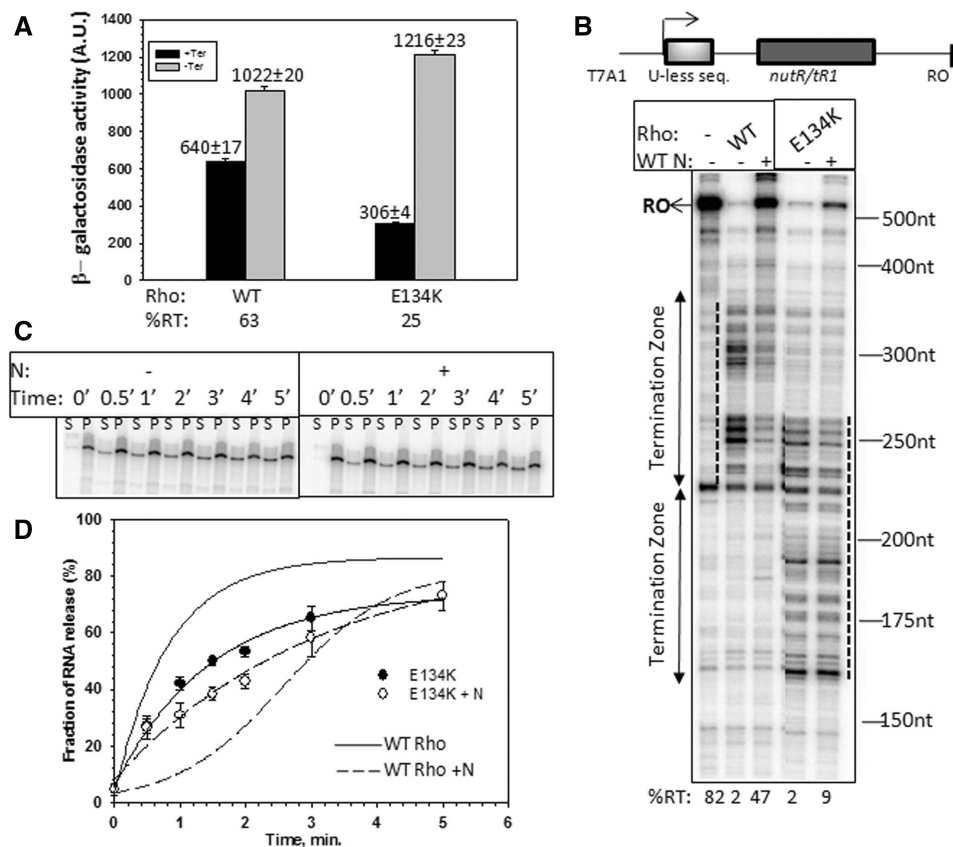 A
β– galactosidase activity (A.U.)
1400
1200
1000
800
600
400
200
0
+Ter
-Ter
640±17
1022±20
306±4
1216±23
Rho: WT E134K
%RT: 63 25
B
T7A1 U-less seq. nutR/tR1 RO
Rho: - WT E134K
WT N: - - + - +
RO
Termination Zone
Termination Zone
500nt
400nt
300nt
250nt
200nt
175nt
150nt
%RT: 82 2 47 2 9
C
N: - +
Time: 0' 0.5' 1' 2' 3' 4' 5' 0' 0.5' 1' 2' 3' 4' 5'
S P S P S P S P S P S P S P S P S P S P S P S P S P S P
D
Fraction of RNA release (%)
100
80
60
40
20
0
E134K
E134K + N
WT Rho
WT Rho +N
0 1 2 3 4 5 6
Time, min.